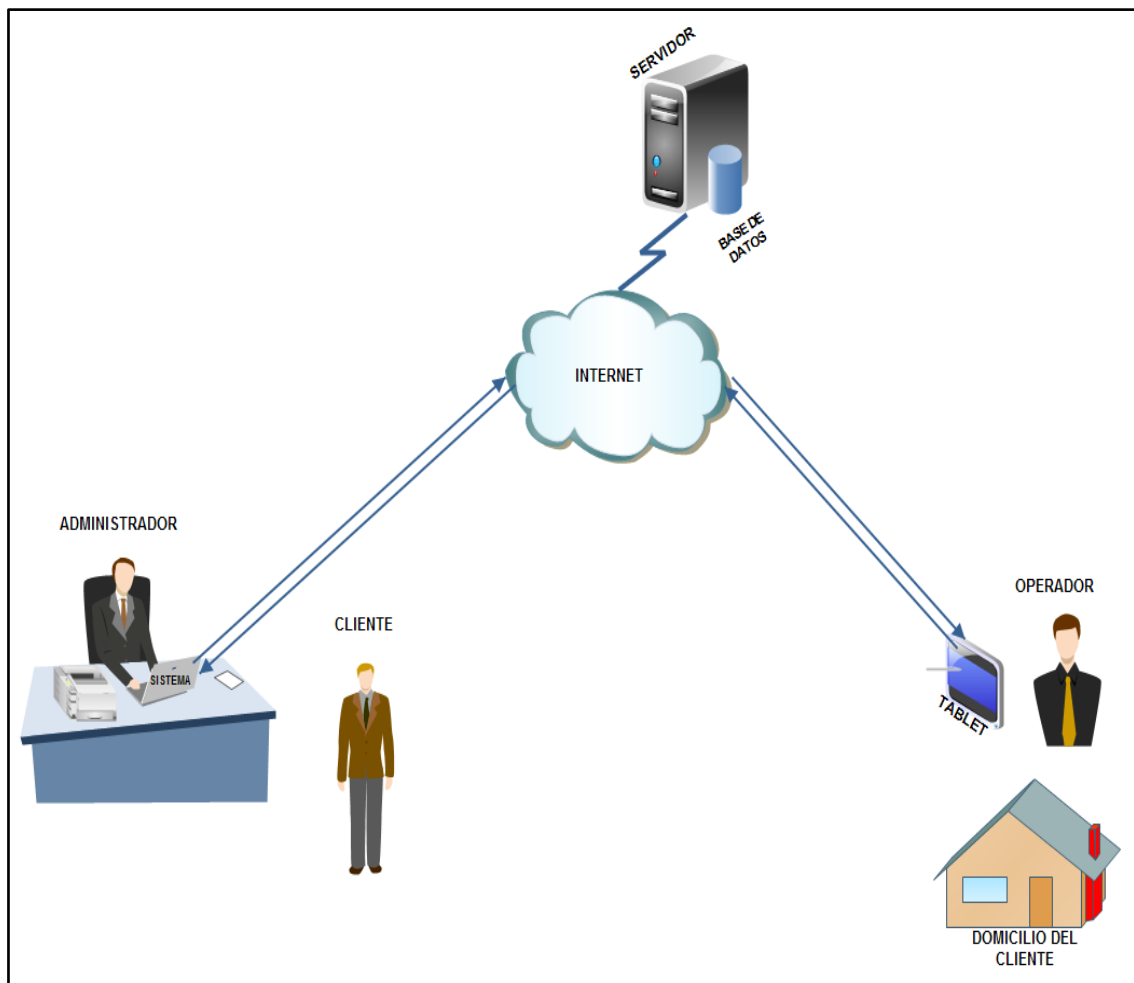 SERVIDOR
BASE DE
DATOS
INTERNET
ADMINISTRADOR
SISTEMA
CLIENTE
OPERADOR
TABLET
DOMICILIO DEL
CLIENTE